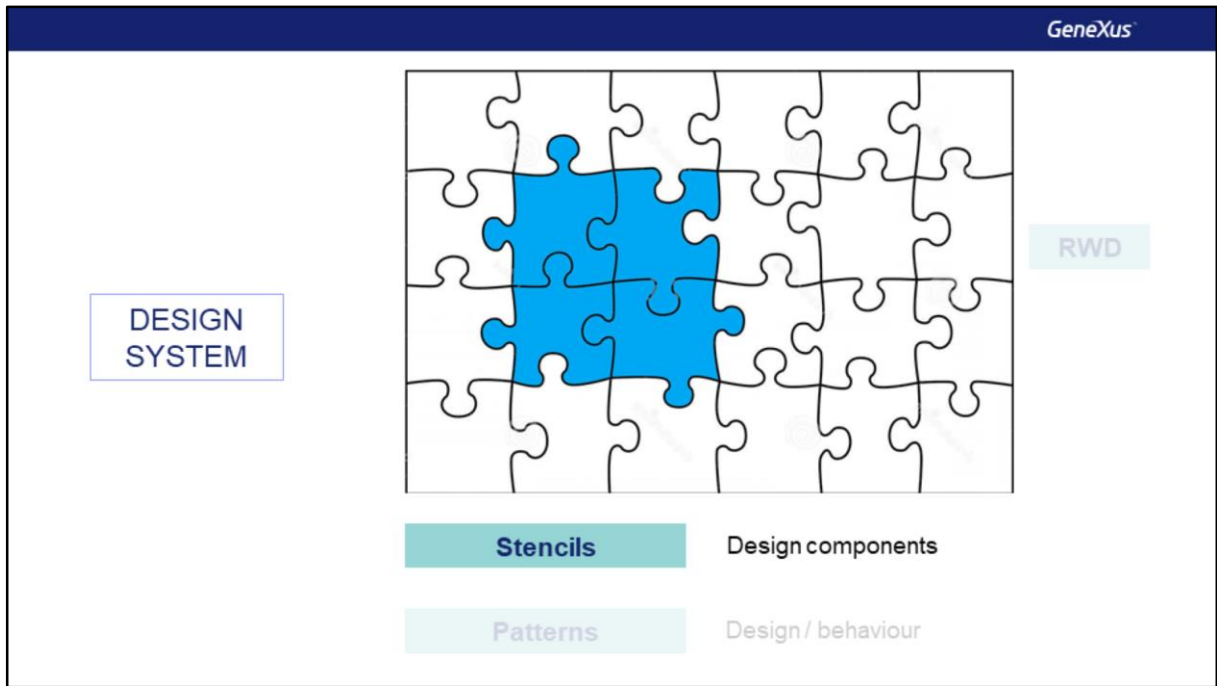 GeneXus
DESIGN
SYSTEM
RWD
Stencils
Design components
Patterns
Design / behaviour